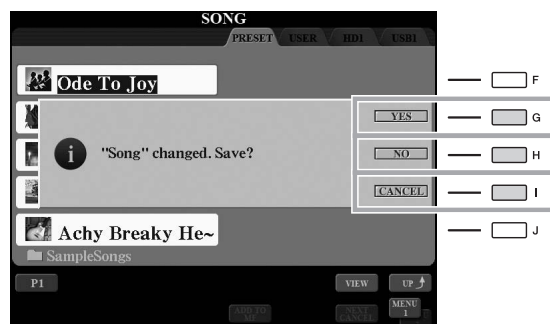 SONG
PRESET USER HD1 USB1
Ode To Joy
F
YES
G
"Song" changed. Save?
NO
H
CANCEL
I
Achy Breaky He~
J
SampleSongs
P1 VIEW UP
ADD TO NEXT MENU
ME CANCEL 1